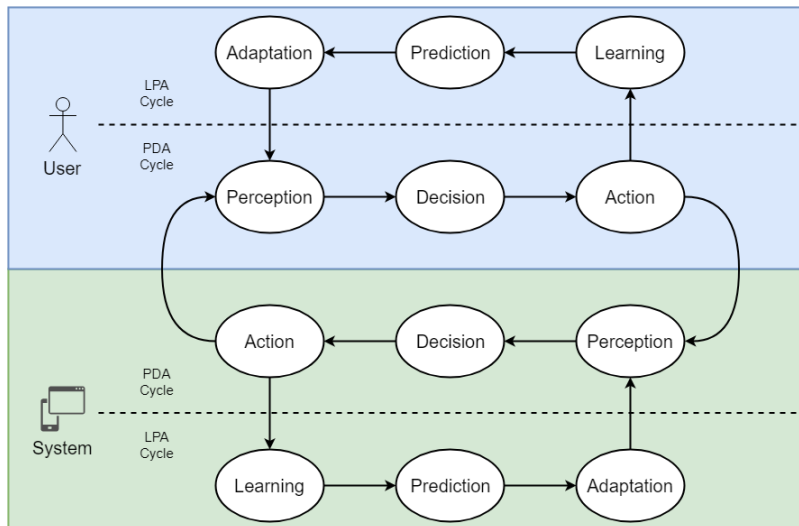 Adaptation
Prediction
Learning
LPA
Cycle
User
PDA
Cycle
Perception
Decision
Action
Action
Decision
Perception
PDA
Cycle
System
LPA
Cycle
Learning
Prediction
Adaptation